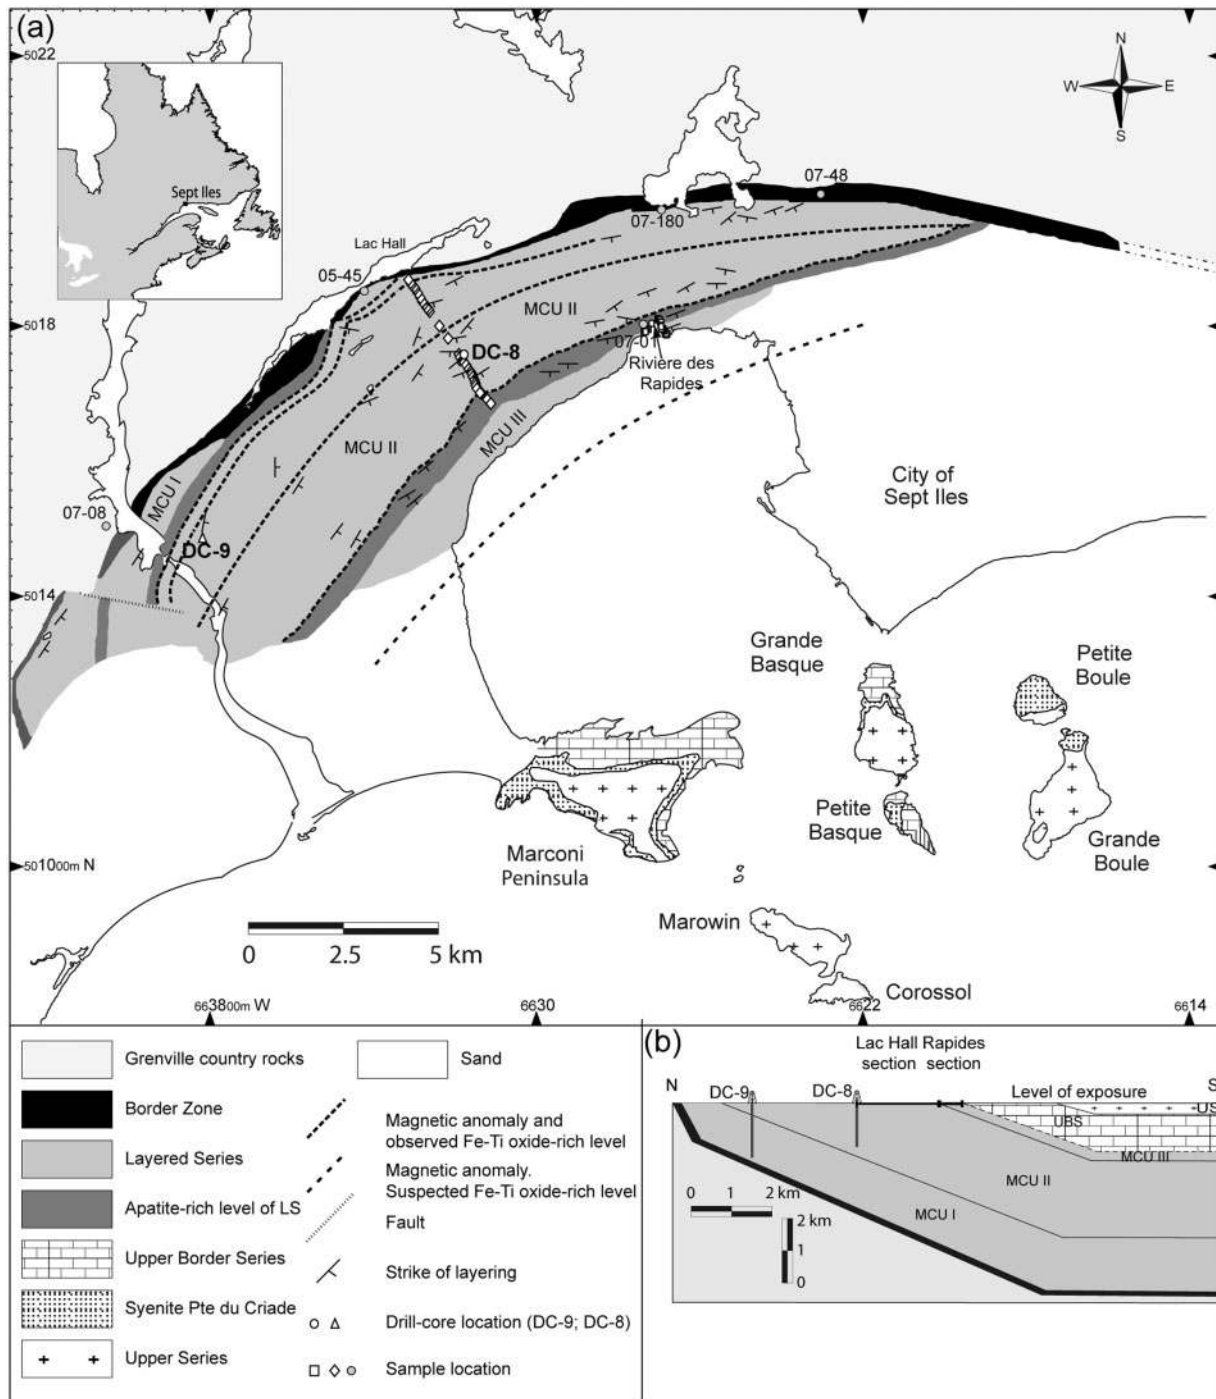 (a)
5022
N
W
E
S
Sept Iles
07-48
07-180
Lac Hall
05-45
MCU II
5018
DC-8
07-01
Rivière des
Rapides
MCU II
MCU III
MCU I
City of
Sept Iles
07-08
DC-9
5014
Grande
Basque
Petite
Boule
Petite
Basque
Grande
Boule
Marconi
Peninsula
501000m N
Marowin
0 2.5 5 km
Corossol
663800m W
6630
6622
6614
Grenville country rocks
Sand
Border Zone
Magnetic anomaly and
observed Fe-Ti oxide-rich level
Layered Series
Magnetic anomaly.
Suspected Fe-Ti oxide-rich level
Apatite-rich level of LS
Fault
Upper Border Series
Strike of layering
Syenite Pte du Criade
Drill-core location (DC-9; DC-8)
Upper Series
Sample location
(b)
Lac Hall Rapides
section section
N
DC-9
DC-8
Level of exposure
S
US
UBS
MCU III
MCU II
0 1 2 km
MCU I
2 km
1
0